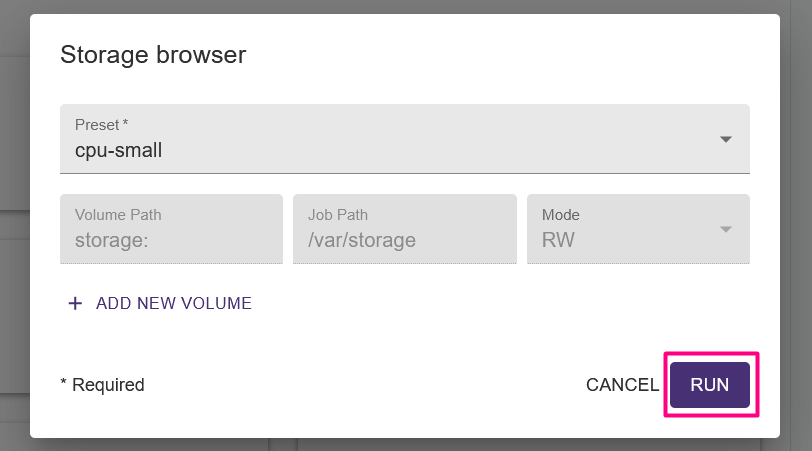 Storage browser
Preset *
cpu-small
Volume Path
storage:
Job Path
/var/storage
Mode
RW
+ ADD NEW VOLUME
* Required
CANCEL
RUN